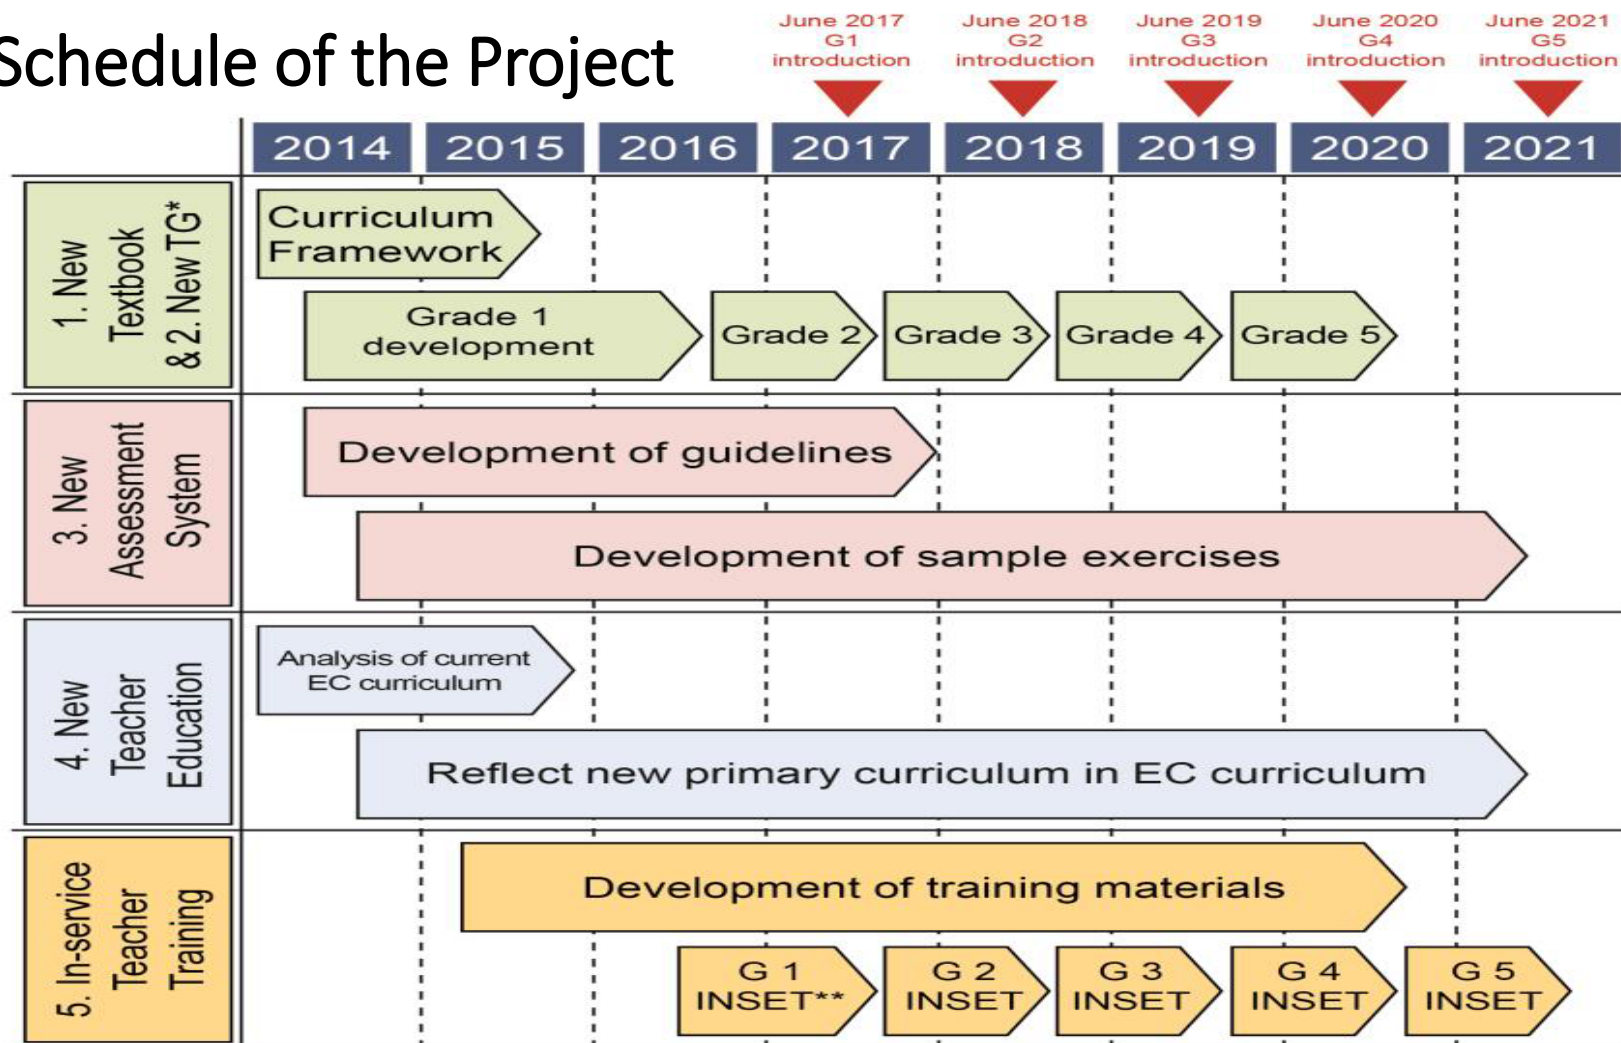 Schedule of the Project
June 2017
G1
introduction
June 2018
G2
introduction
June 2019
G3
introduction
June 2020
G4
introduction
June 2021
G5
introduction
2014
2015
2016
2017
2018
2019
2020
2021
1. New
Textbook
& 2. New TG*
Curriculum
Framework
Grade 1
development
Grade 2
Grade 3
Grade 4
Grade 5
3. New
Assessment
System
Development of guidelines
Development of sample exercises
4. New
Teacher
Education
Analysis of current
EC curriculum
Reflect new primary curriculum in EC curriculum
5. In-service
Teacher
Training
Development of training materials
G 1
INSET**
G 2
INSET
G 3
INSET
G 4
INSET
G 5
INSET